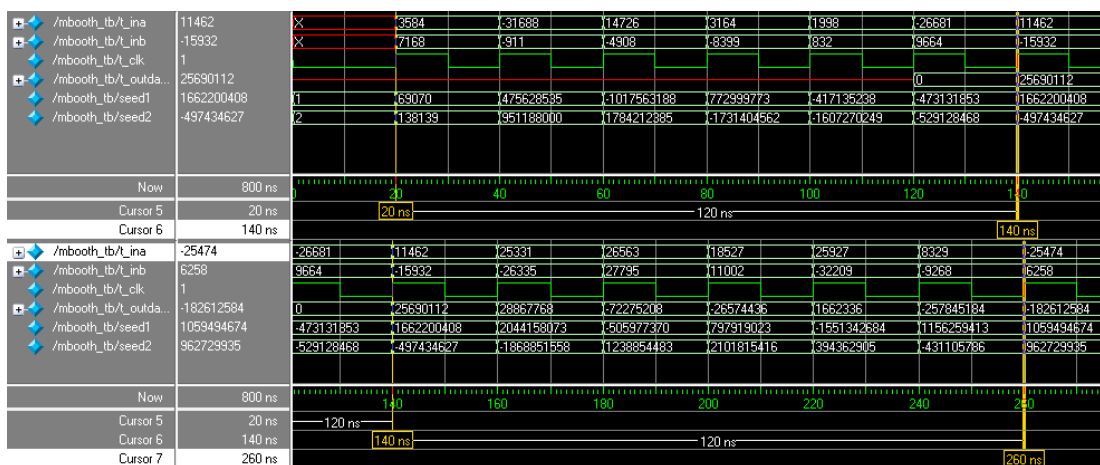 /mbooth_tb/t_ina 11462 X 3584 -31688 14726 3164 1998 -26681 11462
/mbooth_tb/t_inb -15932 X 7168 -911 -4908 -8399 832 9664 -15932
/mbooth_tb/t_clk 1
/mbooth_tb/t_outda... 25690112 0 25690112
/mbooth_tb/seed1 1662200408 1 69070 475628535 -1017563188 772999773 -417135238 -473131853 1662200408
/mbooth_tb/seed2 -497434627 2 138139 951188000 1784212385 -1731404562 -1607270249 -529128468 -497434627
Now 800 ns 0 20 40 60 80 100 120 140
Cursor 5 20 ns 20 ns 120 ns
Cursor 6 140 ns 140 ns
/mbooth_tb/t_ina -25474 -26681 11462 25331 26563 18527 25927 8329 -25474
/mbooth_tb/t_inb 6258 9664 -15932 -26335 27795 11002 -32209 -9268 6258
/mbooth_tb/t_clk 1
/mbooth_tb/t_outda... -182612584 0 25690112 28867768 -72275208 -26574436 1662336 -257845184 -182612584
/mbooth_tb/seed1 1059494674 -473131853 1662200408 2044158073 -505977370 797919023 -1551342684 1156259413 1059494674
/mbooth_tb/seed2 962729935 -529128468 -497434627 -1868851558 1238854483 2101815416 394362905 -431105786 962729935
Now 800 ns 140 160 180 200 220 240 260
Cursor 5 20 ns 120 ns
Cursor 6 140 ns 140 ns 120 ns
Cursor 7 260 ns 260 ns